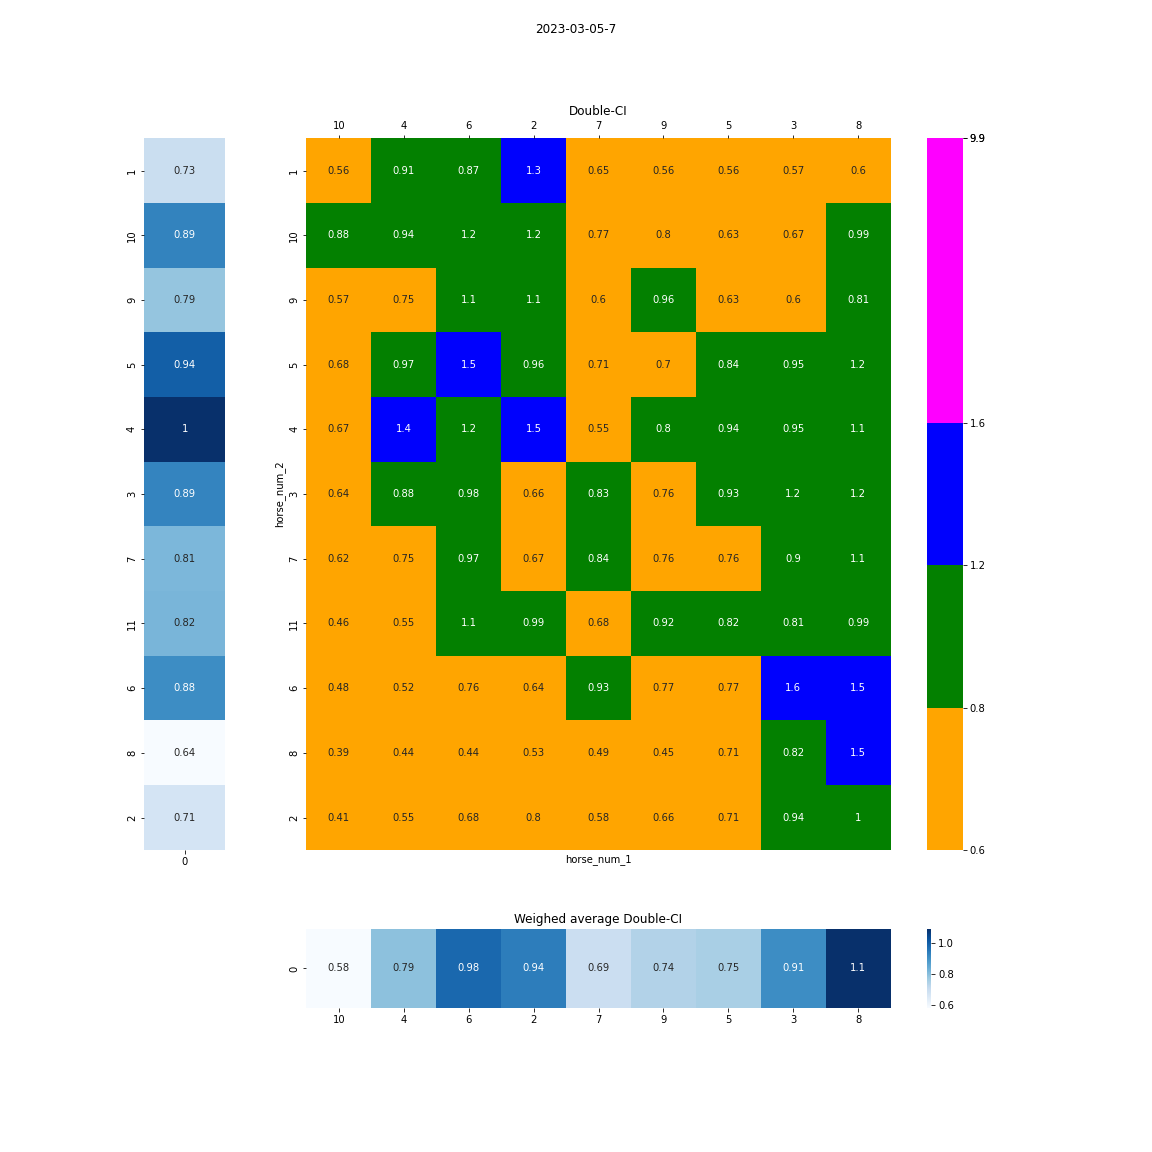 2023-03-05-7
Double-CI
10 4 6 2 7 9 5 3 8
9.9
1 0.73 1 0.56 0.91 0.87 1.3 0.65 0.56 0.56 0.57 0.6
10 0.89 10 0.88 0.94 1.2 1.2 0.77 0.8 0.63 0.67 0.99
9 0.79 9 0.57 0.75 1.1 1.1 0.6 0.96 0.63 0.6 0.81
5 0.94 5 0.68 0.97 1.5 0.96 0.71 0.7 0.84 0.95 1.2
4 1 4 0.67 1.4 1.2 1.5 0.55 0.8 0.94 0.95 1.1
1.6
horse_num_2
3 0.89 3 0.64 0.88 0.98 0.66 0.83 0.76 0.93 1.2 1.2
7 0.81 7 0.62 0.75 0.97 0.67 0.84 0.76 0.76 0.9 1.1
1.2
11 0.82 11 0.46 0.55 1.1 0.99 0.68 0.92 0.82 0.81 0.99
6 0.88 6 0.48 0.52 0.76 0.64 0.93 0.77 0.77 1.6 1.5
0.8
8 0.64 8 0.39 0.44 0.44 0.53 0.49 0.45 0.71 0.82 1.5
2 0.71 2 0.41 0.55 0.68 0.8 0.58 0.66 0.71 0.94 1
0.6
0
horse_num_1
Weighed average Double-CI
0 0.58 0.79 0.98 0.94 0.69 0.74 0.75 0.91 1.1
10 4 6 2 7 9 5 3 8
1.0
0.8
0.6